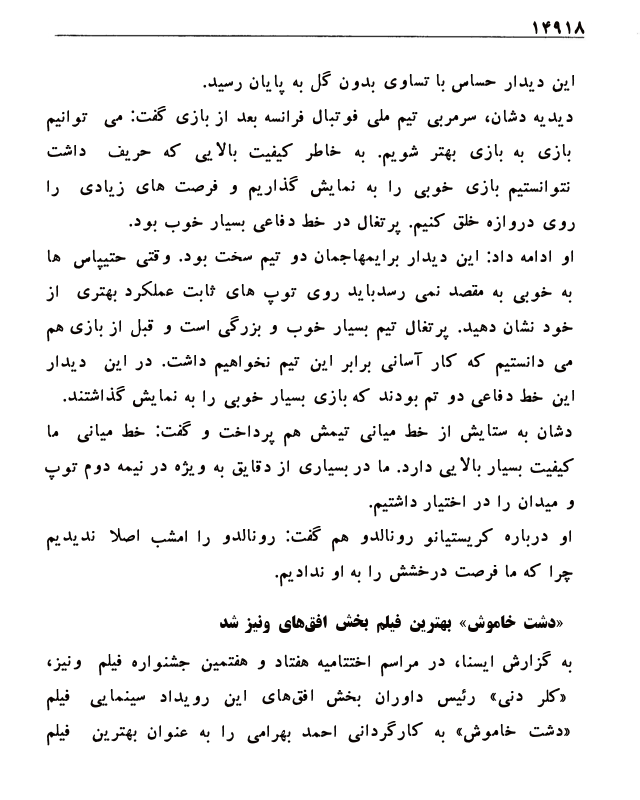 ۱۴۹۱۸
این دیدار حساس با تساوی بدون گل به پایان رسید.
دیدیه دشان، سرمربی تیم ملی فوتبال فرانسه بعد از بازی گفت: می توانیم
بازی به بازی بهتر شویم. به خاطر کیفیت بالایی که حریف داشت
نتوانستیم بازی خوبی را به نمایش گذاریم و فرصت های زیادی را
روی دروازه خلق کنیم. پرتغال در خط دفاعی بسیار خوب بود.
او ادامه داد: این دیدار برایمهاجمان دو تیم سخت بود. وقتی حتیپاس ها
به خوبی به مقصد نمی رسدباید روی توپ های ثابت عملکرد بهتری از
خود نشان دهید. پرتغال تیم بسیار خوب و بزرگی است و قبل از بازی هم
می دانستیم که کار آسانی برابر این تیم نخواهیم داشت. در این دیدار
این خط دفاعی دو تم بودند که بازی بسیار خوبی را به نمایش گذاشتند.
دشان به ستایش از خط میانی تیمش هم پرداخت و گفت: خط میانی ما
کیفیت بسیار بالایی دارد. ما در بسیاری از دقایق به ویژه در نیمه دوم توپ
و میدان را در اختیار داشتیم.
او درباره کریستیانو رونالدو هم گفت: رونالدو را امشب اصلا ندیدیم
چرا که ما فرصت درخشش را به او ندادیم.
«دشت خاموش» بهترین فیلم بخش افق‌های ونیز شد
به گزارش ایسنا، در مراسم اختتامیه هفتاد و هفتمین جشنواره فیلم ونیز،
«کلر دنی» رئیس داوران بخش افق‌های این رویداد سینمایی فیلم
«دشت خاموش» به کارگردانی احمد بهرامی را به عنوان بهترین فیلم